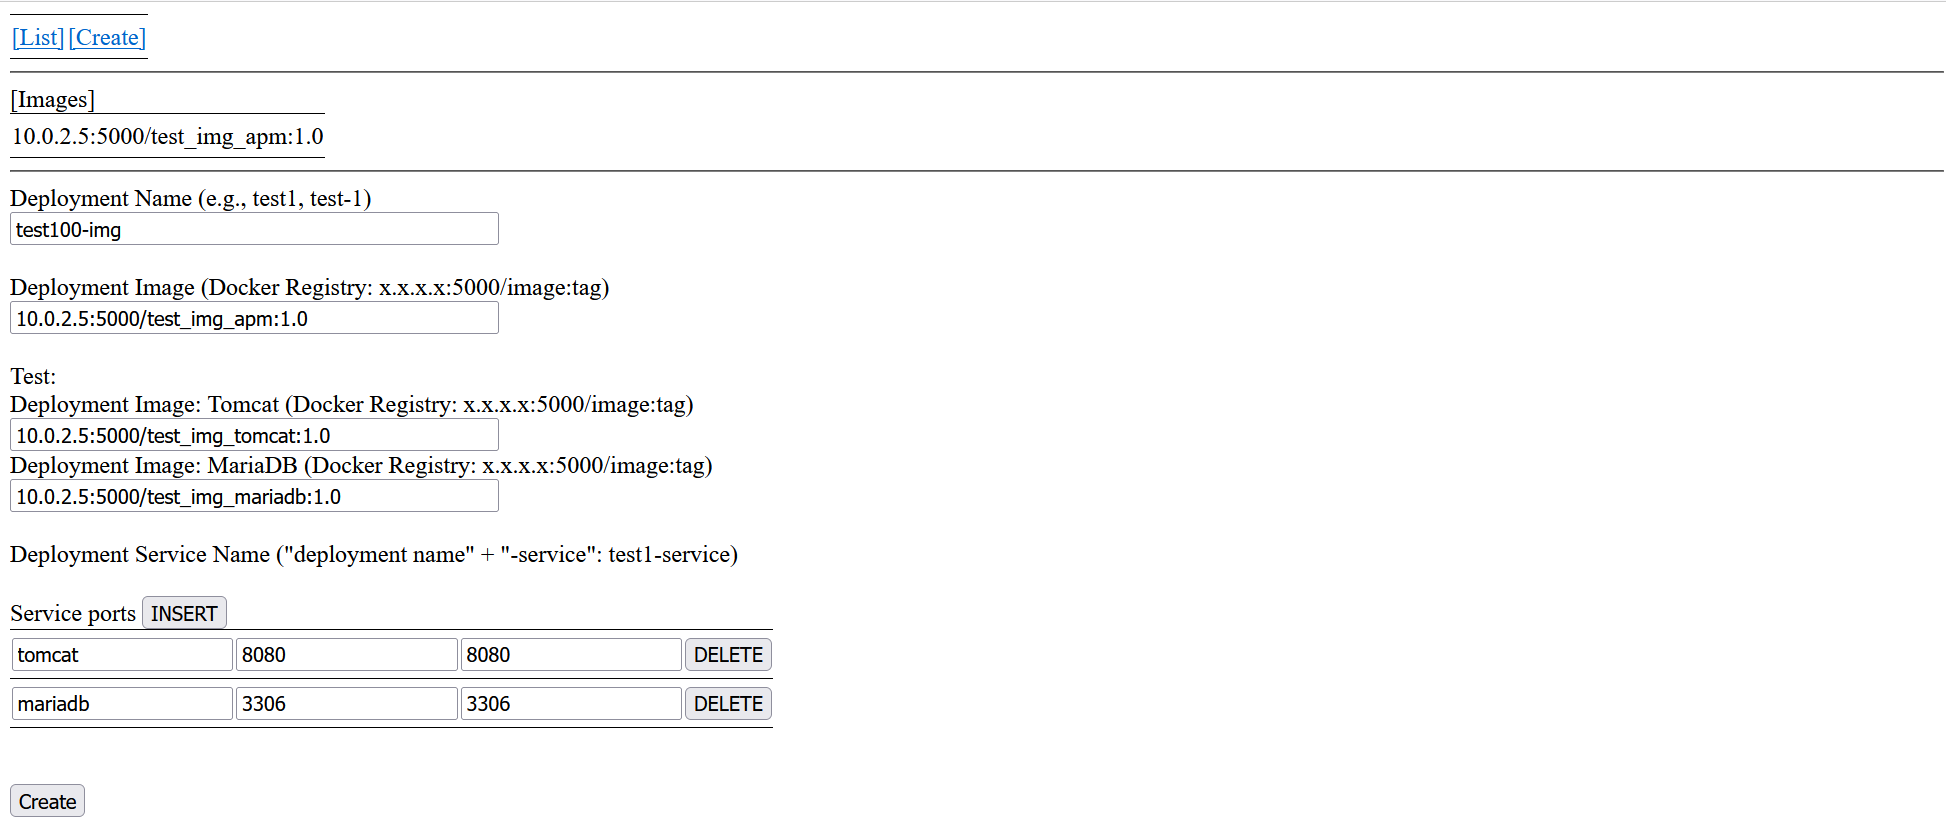 [List] [Create]
[Images]
10.0.2.5:5000/test_img_apm:1.0
Deployment Name (e.g., test1, test-1)
test100-img
Deployment Image (Docker Registry: x.x.x.x:5000/image:tag)
10.0.2.5:5000/test_img_apm:1.0
Test:
Deployment Image: Tomcat (Docker Registry: x.x.x.x:5000/image:tag)
10.0.2.5:5000/test_img_tomcat:1.0
Deployment Image: MariaDB (Docker Registry: x.x.x.x:5000/image:tag)
10.0.2.5:5000/test_img_mariadb:1.0
Deployment Service Name ("deployment name" + "-service": test1-service)
Service ports INSERT
tomcat 8080 8080 DELETE
mariadb 3306 3306 DELETE
Create